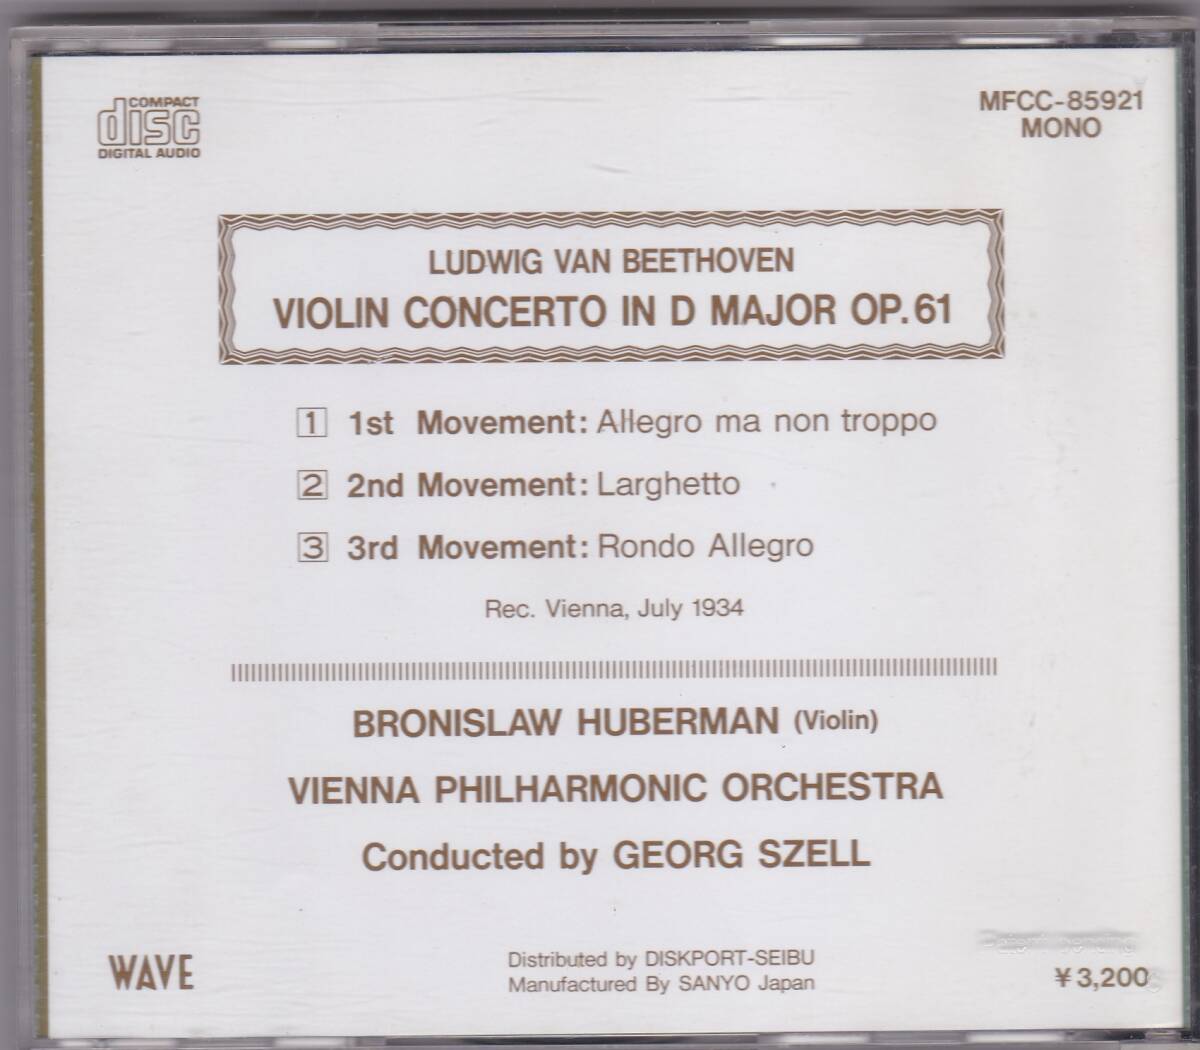 COMPACT
disc
DIGITAL AUDIO
MFCC-85921
MONO
LUDWIG VAN BEETHOVEN
VIOLIN CONCERTO IN D MAJOR OP.61
1 1st Movement: Allegro ma non troppo
2 2nd Movement: Larghetto
3 3rd Movement: Rondo Allegro
Rec. Vienna, July 1934
BRONISLAW HUBERMAN (Violin)
VIENNA PHILHARMONIC ORCHESTRA
Conducted by GEORG SZELL
WAVE
Distributed by DISKPORT-SEIBU
Manufactured By SANYO Japan
Patent pending
¥3,200